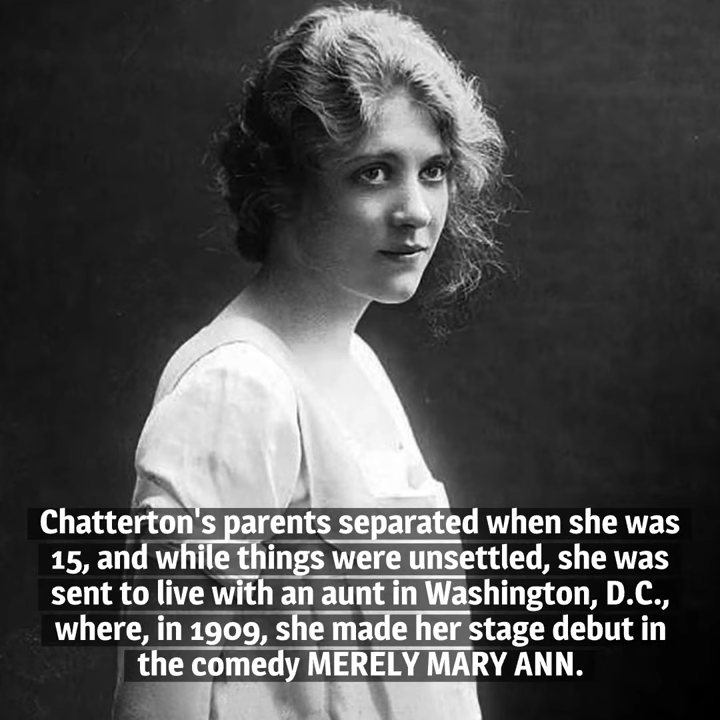 Chatterton's parents separated when she was
15, and while things were unsettled, she was
sent to live with an aunt in Washington, D.C.,
where, in 1909, she made her stage debut in
the comedy MERELY MARY ANN.